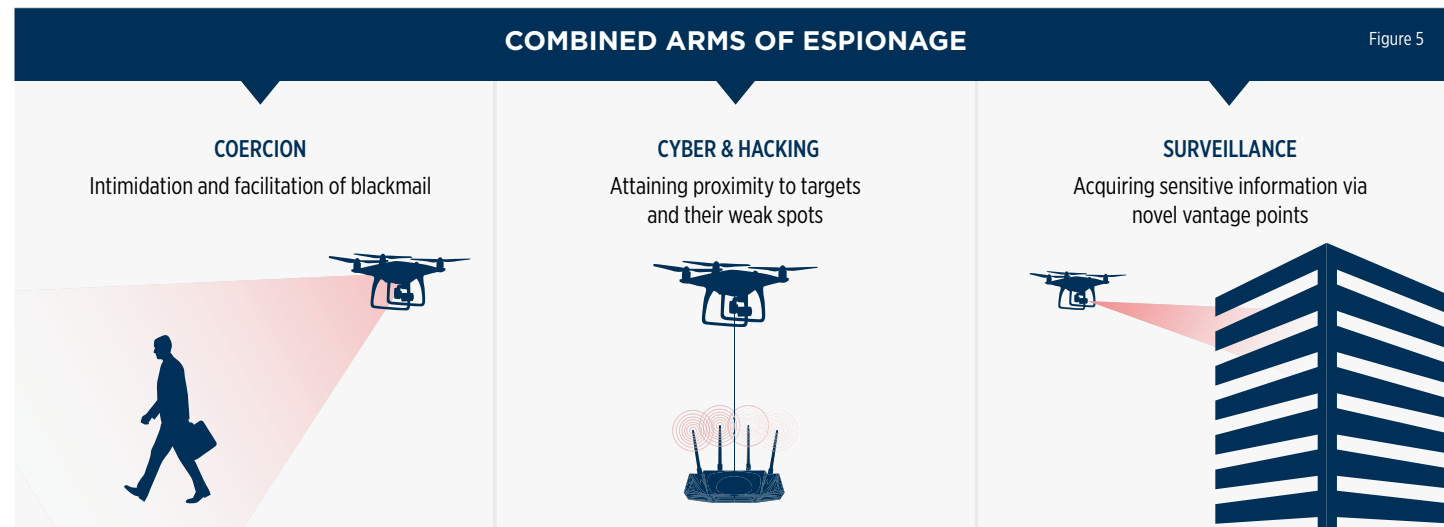 COMBINED ARMS OF ESPIONAGE
Figure 5
COERCION
Intimidation and facilitation of blackmail
CYBER & HACKING
Attaining proximity to targets
and their weak spots
SURVEILLANCE
Acquiring sensitive information via
novel vantage points